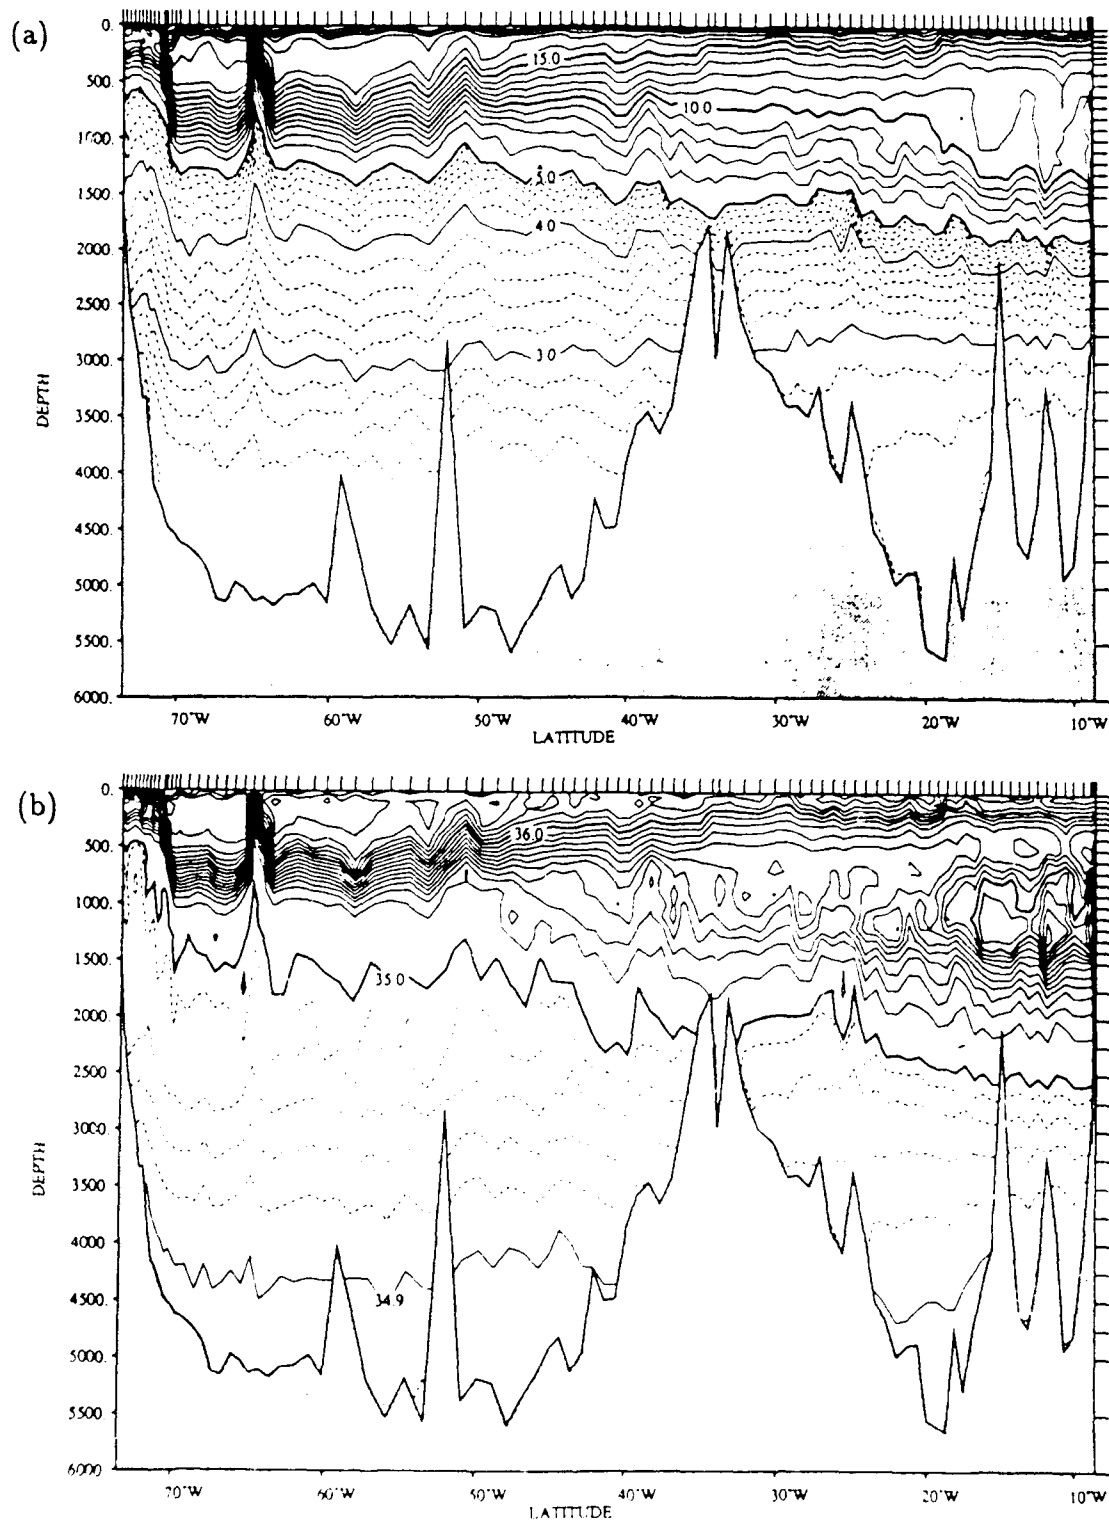 (a)
0.
500.
1000.
1500.
2000.
2500.
3000.
3500.
4000.
4500.
5000.
5500.
6000.
DEPTH
15.0
10.0
5.0
4.0
3.0
70°W
60°W
50°W
40°W
30°W
20°W
10°W
LATITUDE
(b)
0.
500.
1000.
1500.
2000.
2500.
3000.
3500
4000.
4500.
5000.
5500.
6000
DEPTH
36.0
35.0
34.9
70°W
60°W
50°W
40°W
30°W
20°W
10°W
LATITUDE